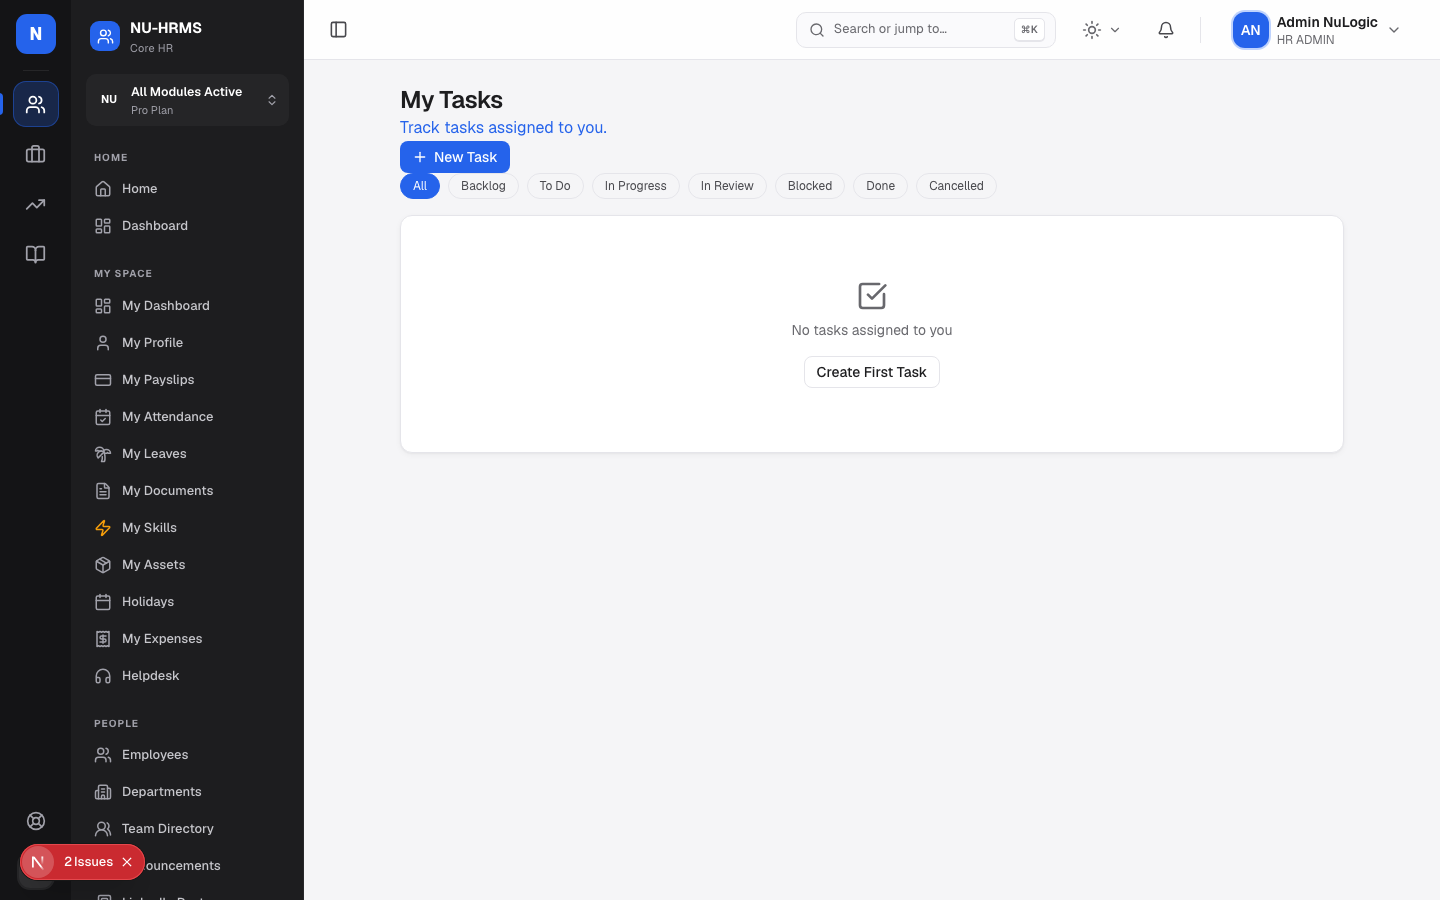 N
NU-HRMS
Core HR
NU
All Modules Active
Pro Plan
HOME
Home
Dashboard
MY SPACE
My Dashboard
My Profile
My Payslips
My Attendance
My Leaves
My Documents
My Skills
My Assets
Holidays
My Expenses
Helpdesk
PEOPLE
Employees
Departments
Team Directory
ouncements
N
2 Issues
Search or jump to...
⌘K
AN
Admin NuLogic
HR ADMIN
My Tasks
Track tasks assigned to you.
New Task
All
Backlog
To Do
In Progress
In Review
Blocked
Done
Cancelled
No tasks assigned to you
Create First Task